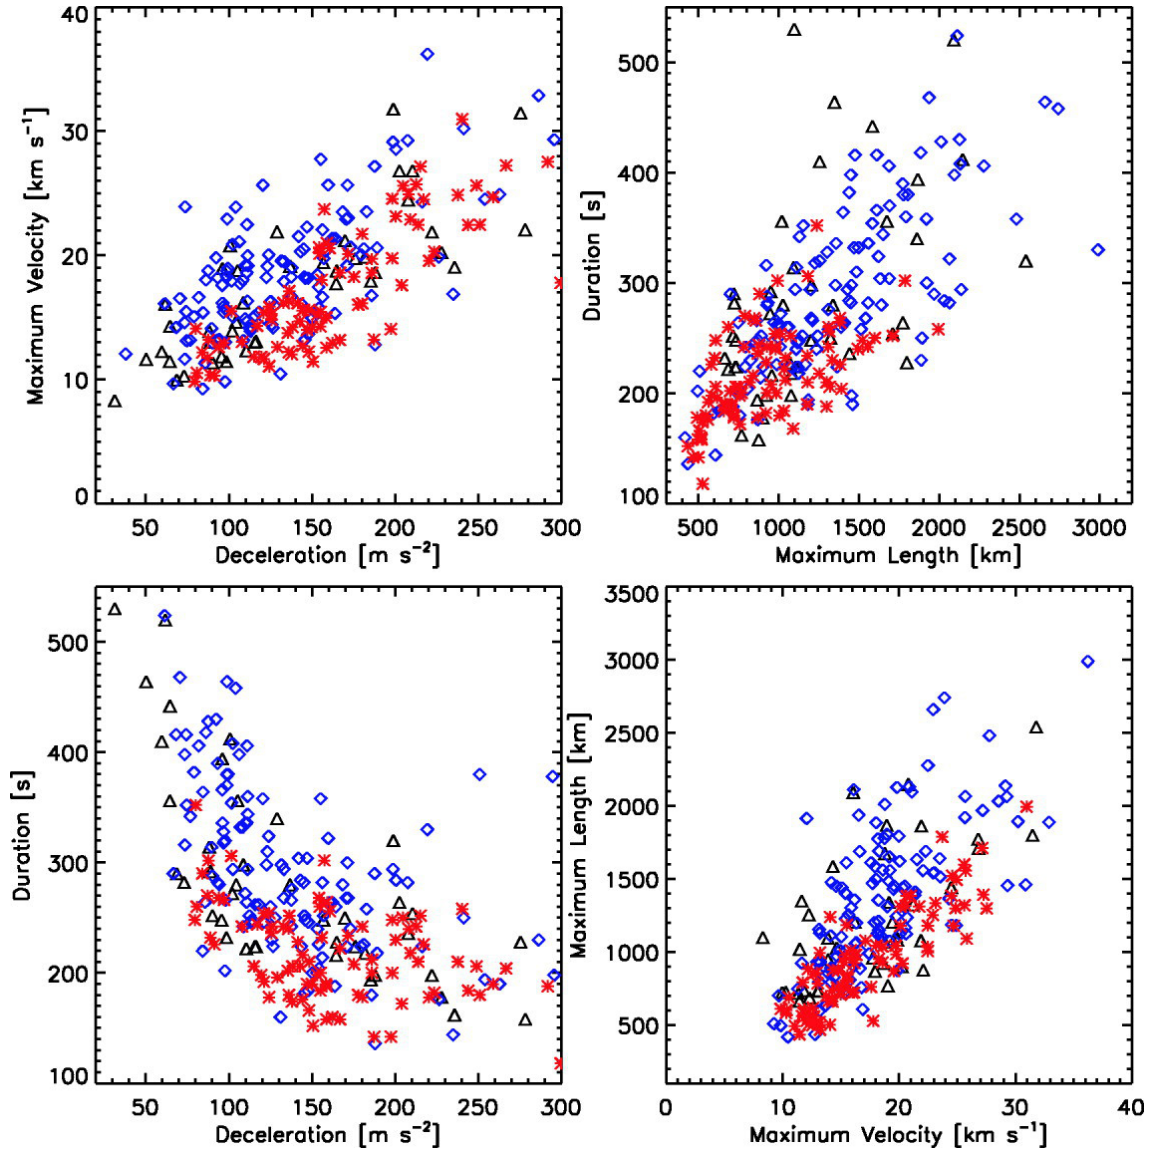 40
30
20
10
0
Maximum Velocity [km s⁻¹]
50 100 150 200 250 300
Deceleration [m s⁻²]
500
400
300
200
100
Duration [s]
500 1000 1500 2000 2500 3000
Maximum Length [km]
500
400
300
200
100
Duration [s]
50 100 150 200 250 300
Deceleration [m s⁻²]
3500
3000
2500
2000
1500
1000
500
Maximum Length [km]
0 10 20 30 40
Maximum Velocity [km s⁻¹]